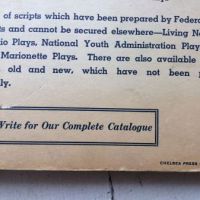 of scripts which have been prepared by Federa
ts and cannot be secured elsewhere—Living Ne
io Plays, National Youth Administration Play
Marionette Plays. There are also available
old and new, which have not been p
ly.
Write for Our Complete Catalogue
CHELSEA PRESS